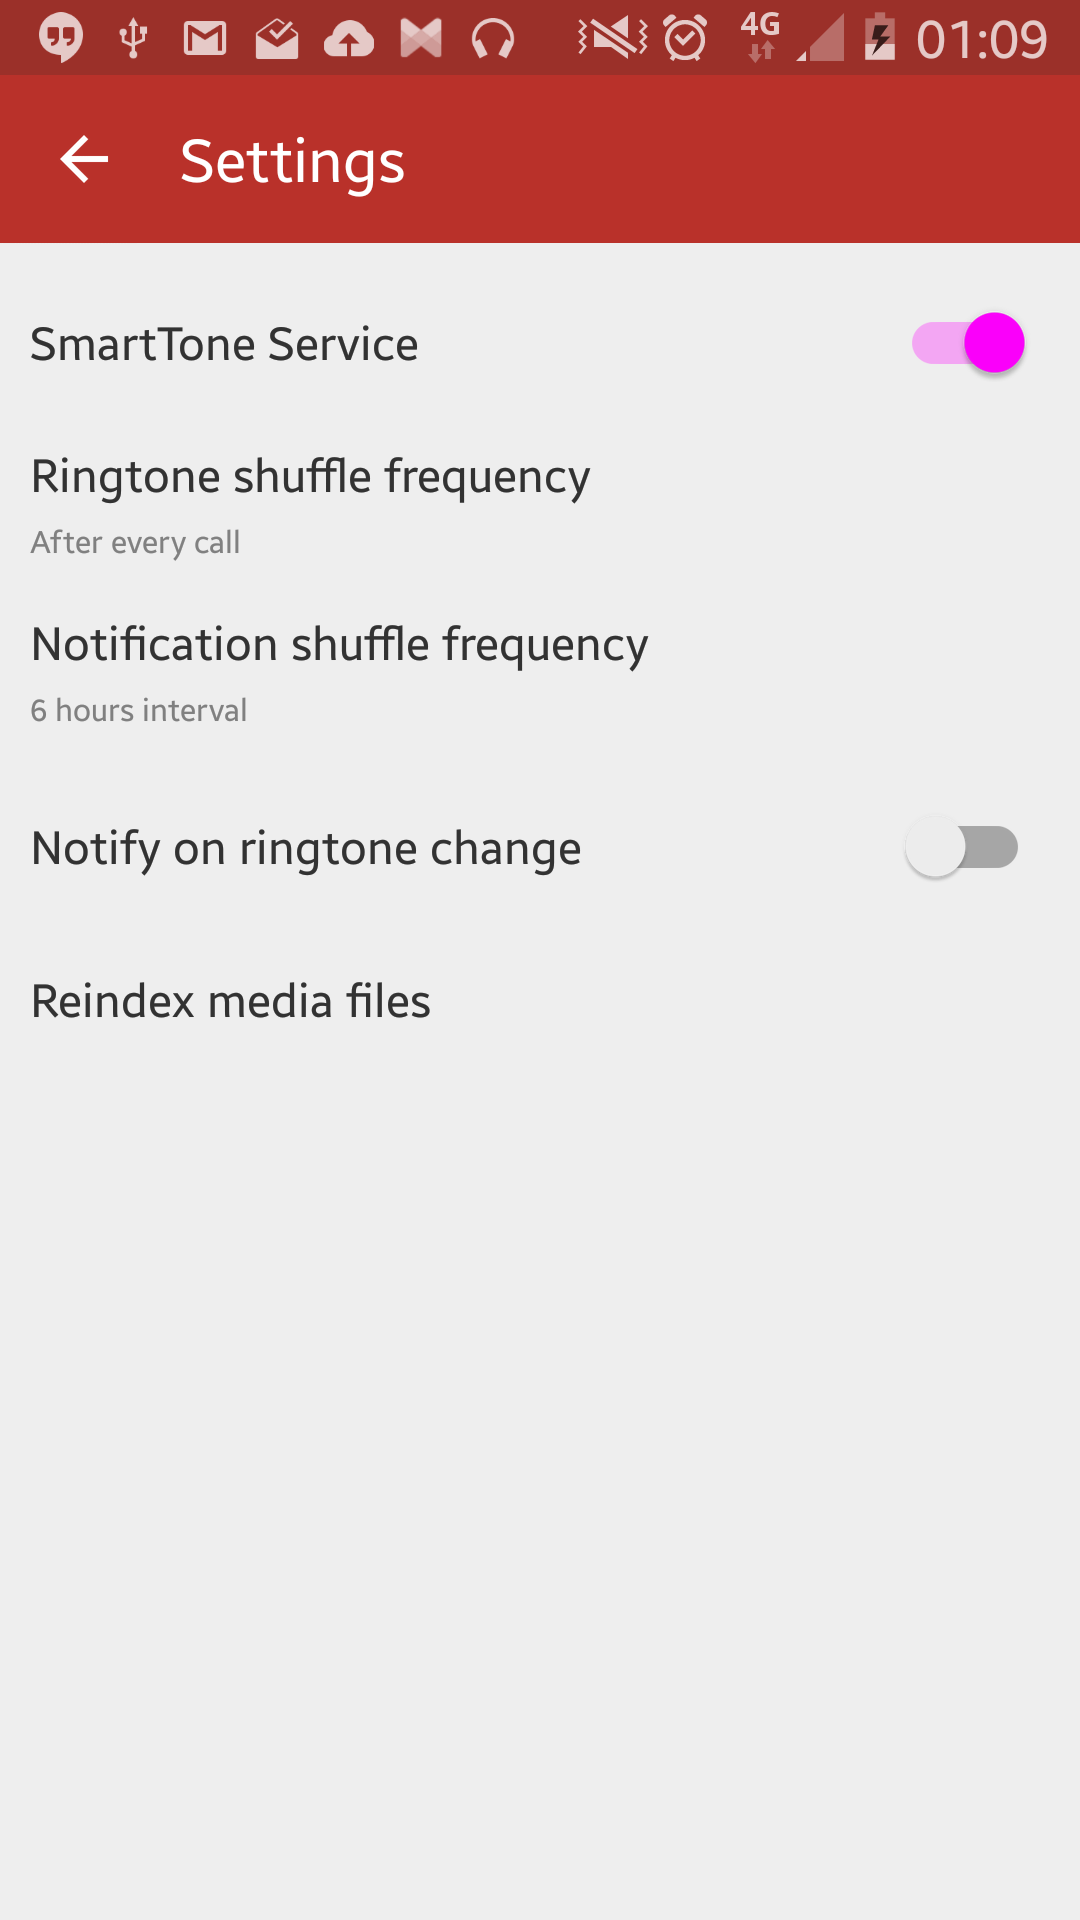 4G 01:09
Settings
SmartTone Service
Ringtone shuffle frequency
After every call
Notification shuffle frequency
6 hours interval
Notify on ringtone change
Reindex media files